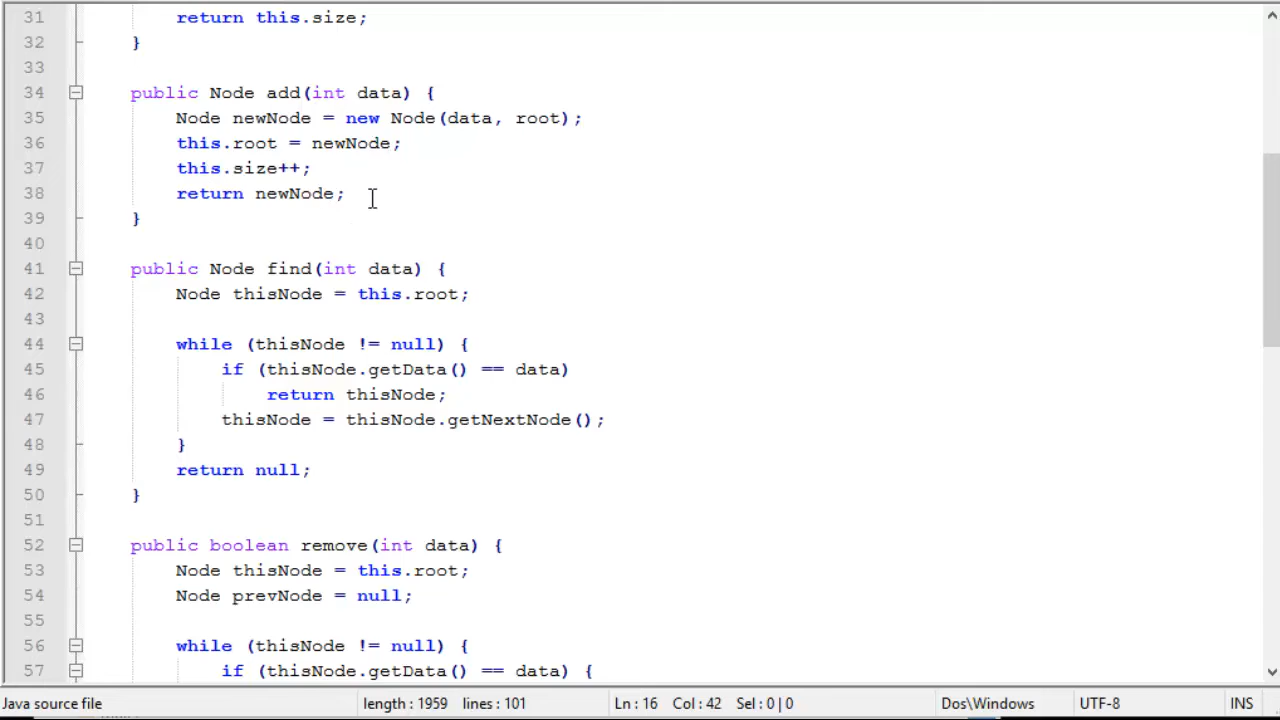 31 return this.size;
32 }
33
34 public Node add(int data) {
35 Node newNode = new Node(data, root);
36 this.root = newNode;
37 this.size++;
38 return newNode;
39 }
40
41 public Node find(int data) {
42 Node thisNode = this.root;
43
44 while (thisNode != null) {
45 if (thisNode.getData() == data)
46 return thisNode;
47 thisNode = thisNode.getNextNode();
48 }
49 return null;
50 }
51
52 public boolean remove(int data) {
53 Node thisNode = this.root;
54 Node prevNode = null;
55
56 while (thisNode != null) {
57 if (thisNode.getData() == data) {
Java source file length : 1959 lines : 101 Ln : 16 Col : 42 Sel : 0 | 0 Dos\Windows UTF-8 INS